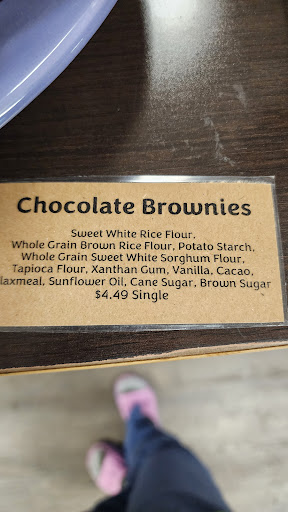 Chocolate Brownies
Sweet White Rice Flour,
Whole Grain Brown Rice Flour, Potato Starch,
Whole Grain Sweet White Sorghum Flour,
Tapioca Flour, Xanthan Gum, Vanilla, Cacao,
laxmeal, Sunflower Oil, Cane Sugar, Brown Sugar
$4.49 Single